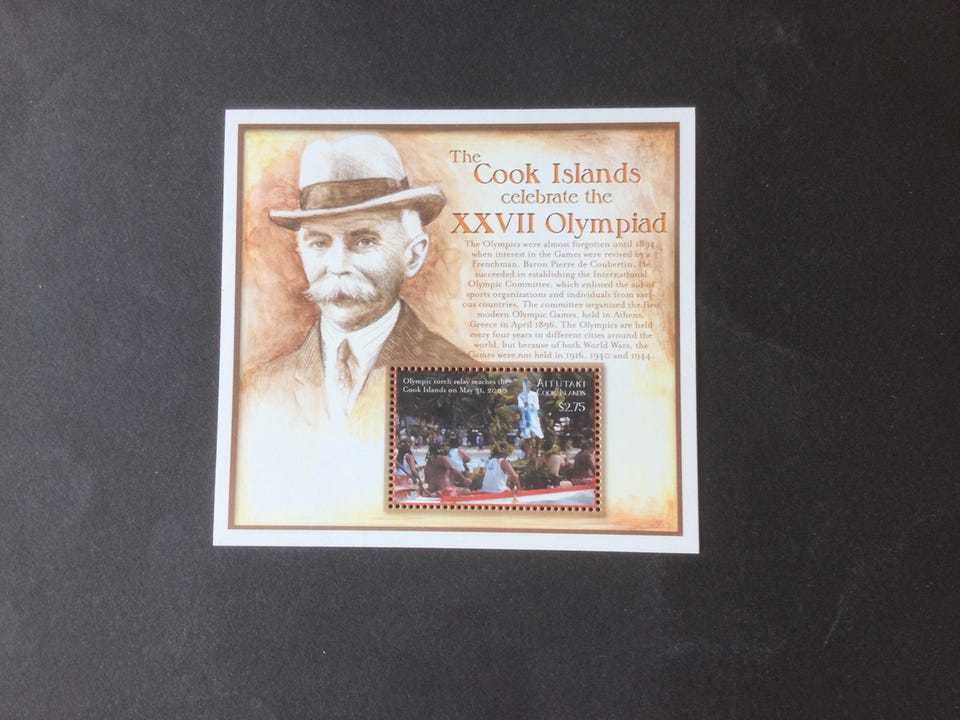 The
Cook Islands
celebrate the
XXVII Olympiad
The Olympics were almost forgotten until 1894
when interest in the Games were revived by a
Frenchman, Baron Pierre de Coubertin. He
succeeded in establishing the International
Olympic Committee, which enlisted the aid of
sports organizations and individuals from vari-
ous countries. The committee organized the first
modern Olympic Games, held in Athens,
Greece in April 1896. The Olympics are held
every four years in different cities around the
world, but because of both World Wars, the
Games were not held in 1916, 1940 and 1944.
Olympic torch relay reaches the
Cook Islands on May 31, 2000
AITUTAKI
COOK ISLANDS
$2.75